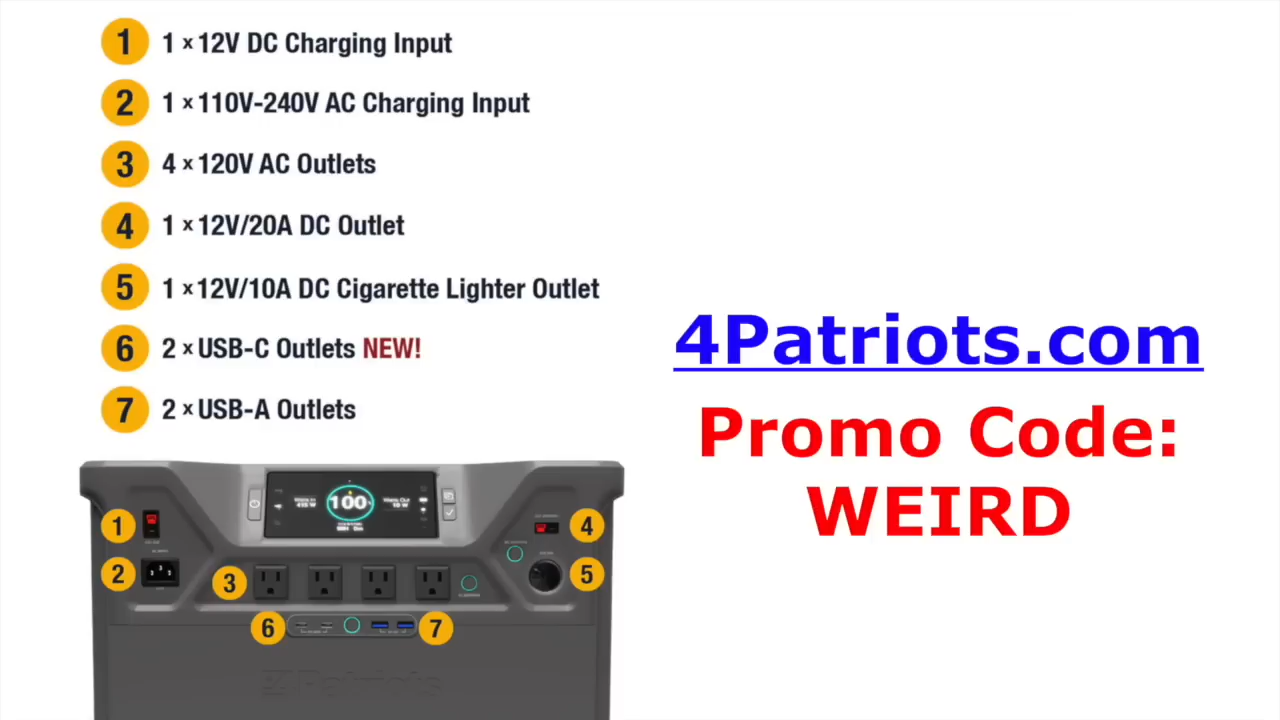 1 1 x 12V DC Charging Input
2 1 x 110V-240V AC Charging Input
3 4 x 120V AC Outlets
4 1 x 12V/20A DC Outlet
5 1 x 12V/10A DC Cigarette Lighter Outlet
6 2 x USB-C Outlets NEW!
7 2 x USB-A Outlets
4Patriots.com
Promo Code:
WEIRD
100
1
4
2
3
5
6
7
4Patriots